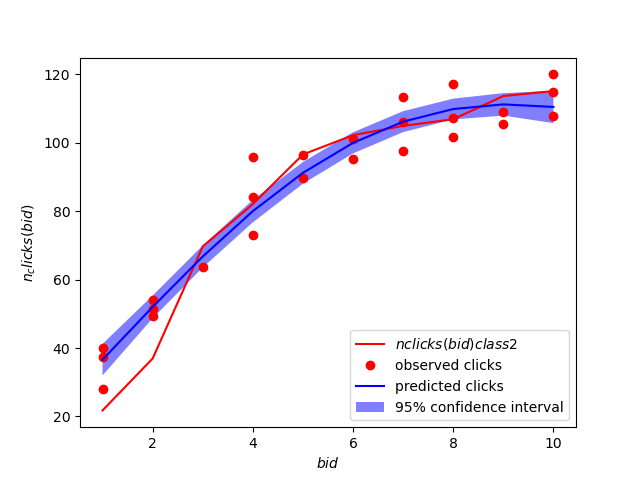 120
100
80
60
40
20
n_clicks(bid)
nclicks(bid)class2
observed clicks
predicted clicks
95% confidence interval
2
4
6
8
10
bid